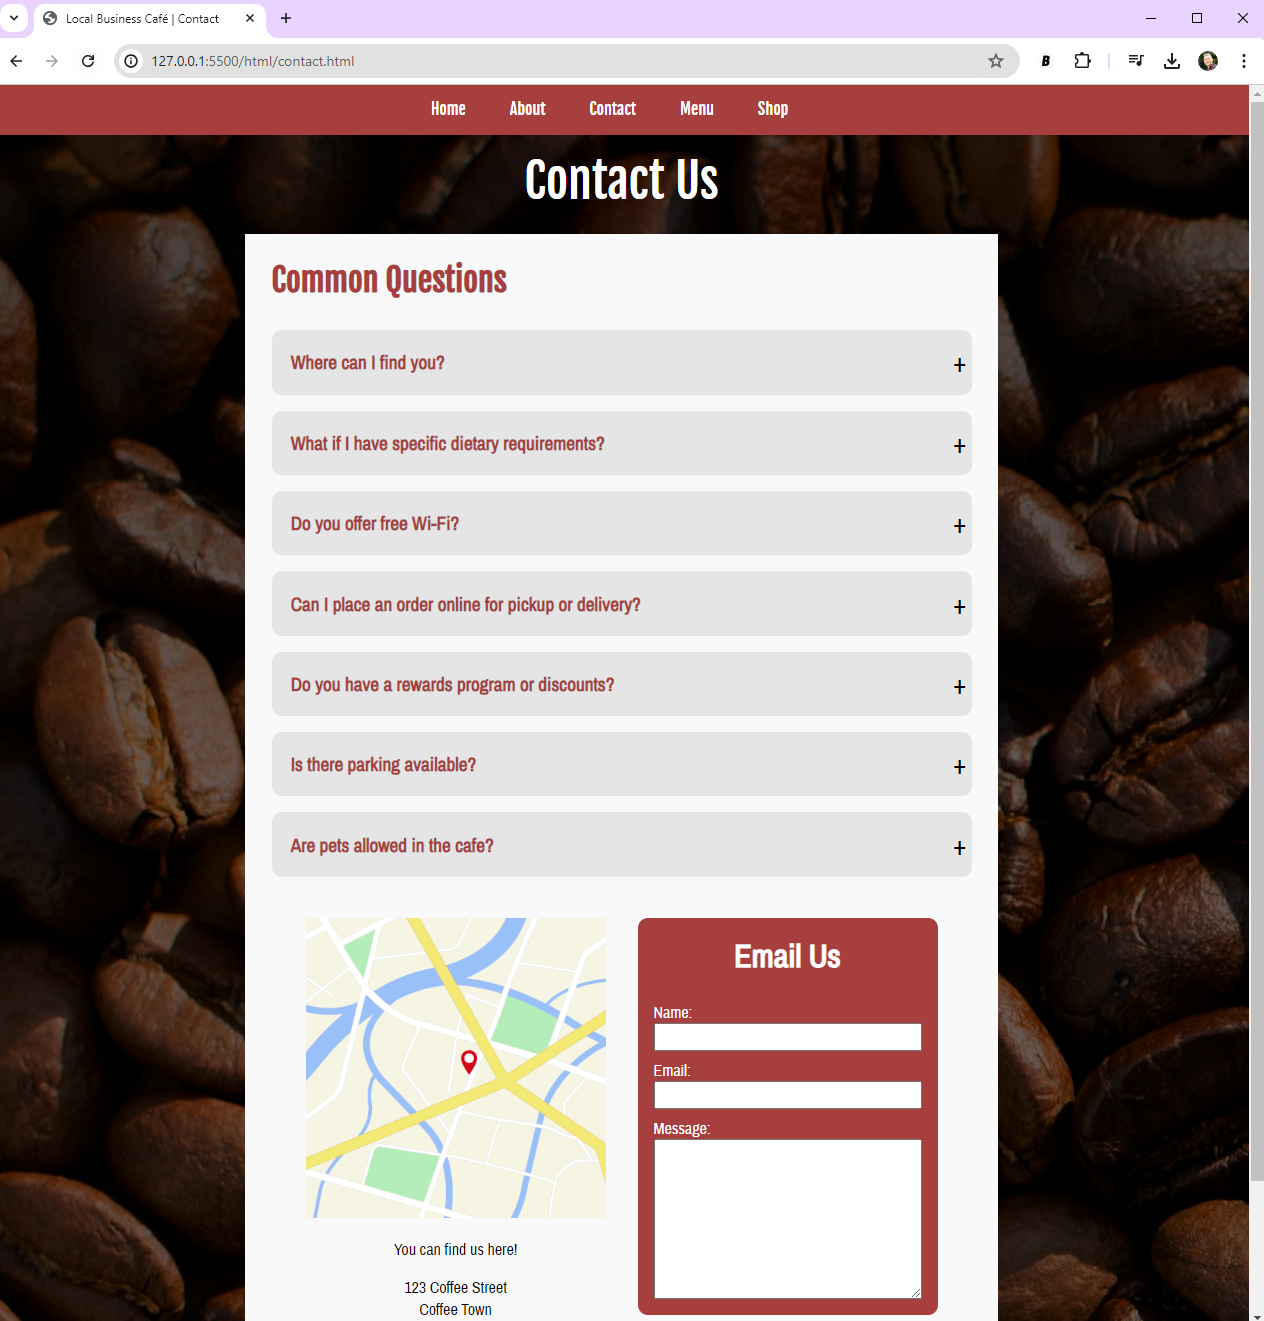 Local Business Café | Contact
127.0.0.1:5500/html/contact.html
Home About Contact Menu Shop
Contact Us
Common Questions
Where can I find you? +
What if I have specific dietary requirements? +
Do you offer free Wi-Fi? +
Can I place an order online for pickup or delivery? +
Do you have a rewards program or discounts? +
Is there parking available? +
Are pets allowed in the cafe? +
You can find us here!
123 Coffee Street
Coffee Town
Email Us
Name:
Email:
Message: